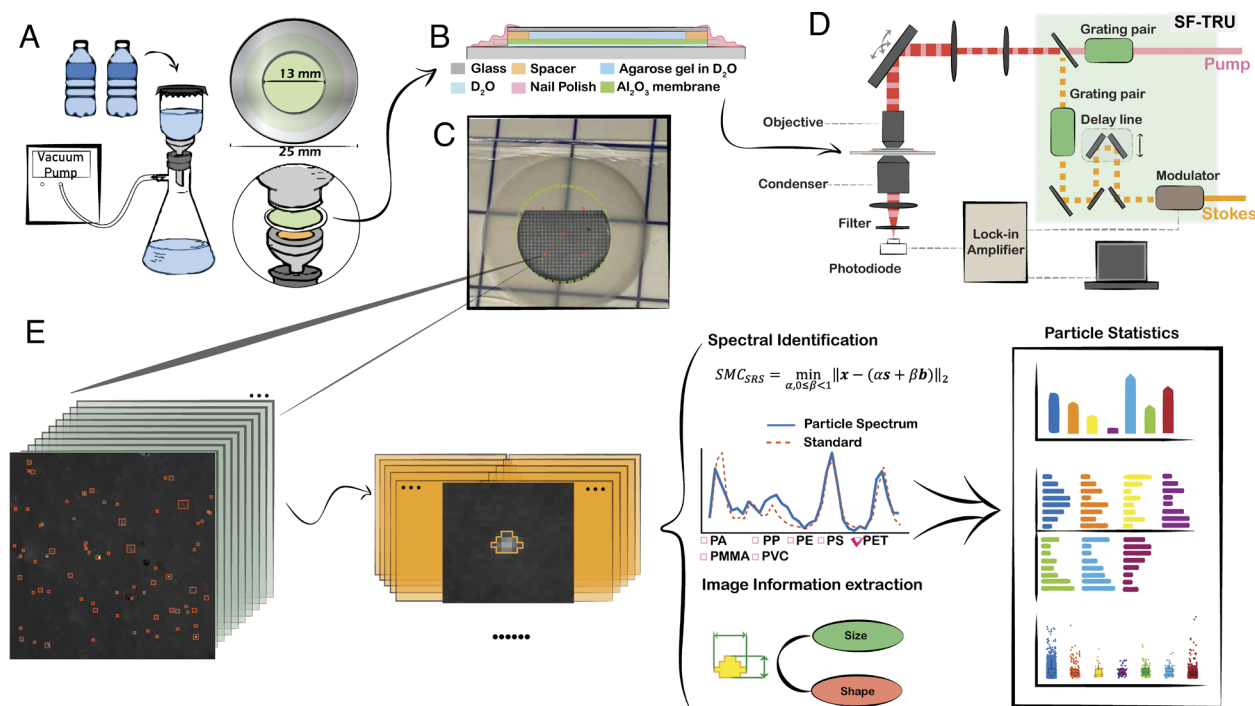 A
13 mm
25 mm
Vacuum
Pump
B
Glass
Spacer
Agarose gel in D₂O
D₂O
Nail Polish
Al₂O₃ membrane
C
D
SF-TRU
Grating pair
Pump
Grating pair
Delay line
Objective
Condenser
Modulator
Stokes
Filter
Lock-in
Amplifier
Photodiode
E
Spectral Identification
SMC_SRS = min_{α,0≤β<1} ‖x − (αs + βb)‖₂
Particle Spectrum
Standard
PA
PP
PE
PS
PET
PMMA
PVC
Image Information extraction
Size
Shape
Particle Statistics